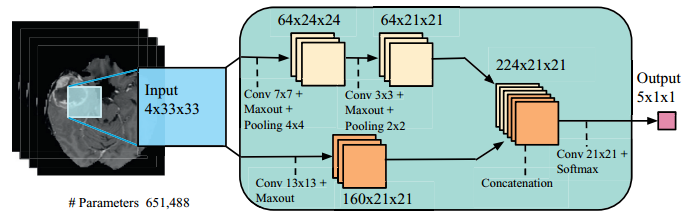 64x24x24
64x21x21
224x21x21
Output
5x1x1
Input
4x33x33
Conv 7x7 +
Maxout +
Pooling 4x4
Conv 3x3 +
Maxout +
Pooling 2x2
Conv 21x21 +
Softmax
Conv 13x13 +
Maxout
Concatenation
160x21x21
# Parameters 651,488